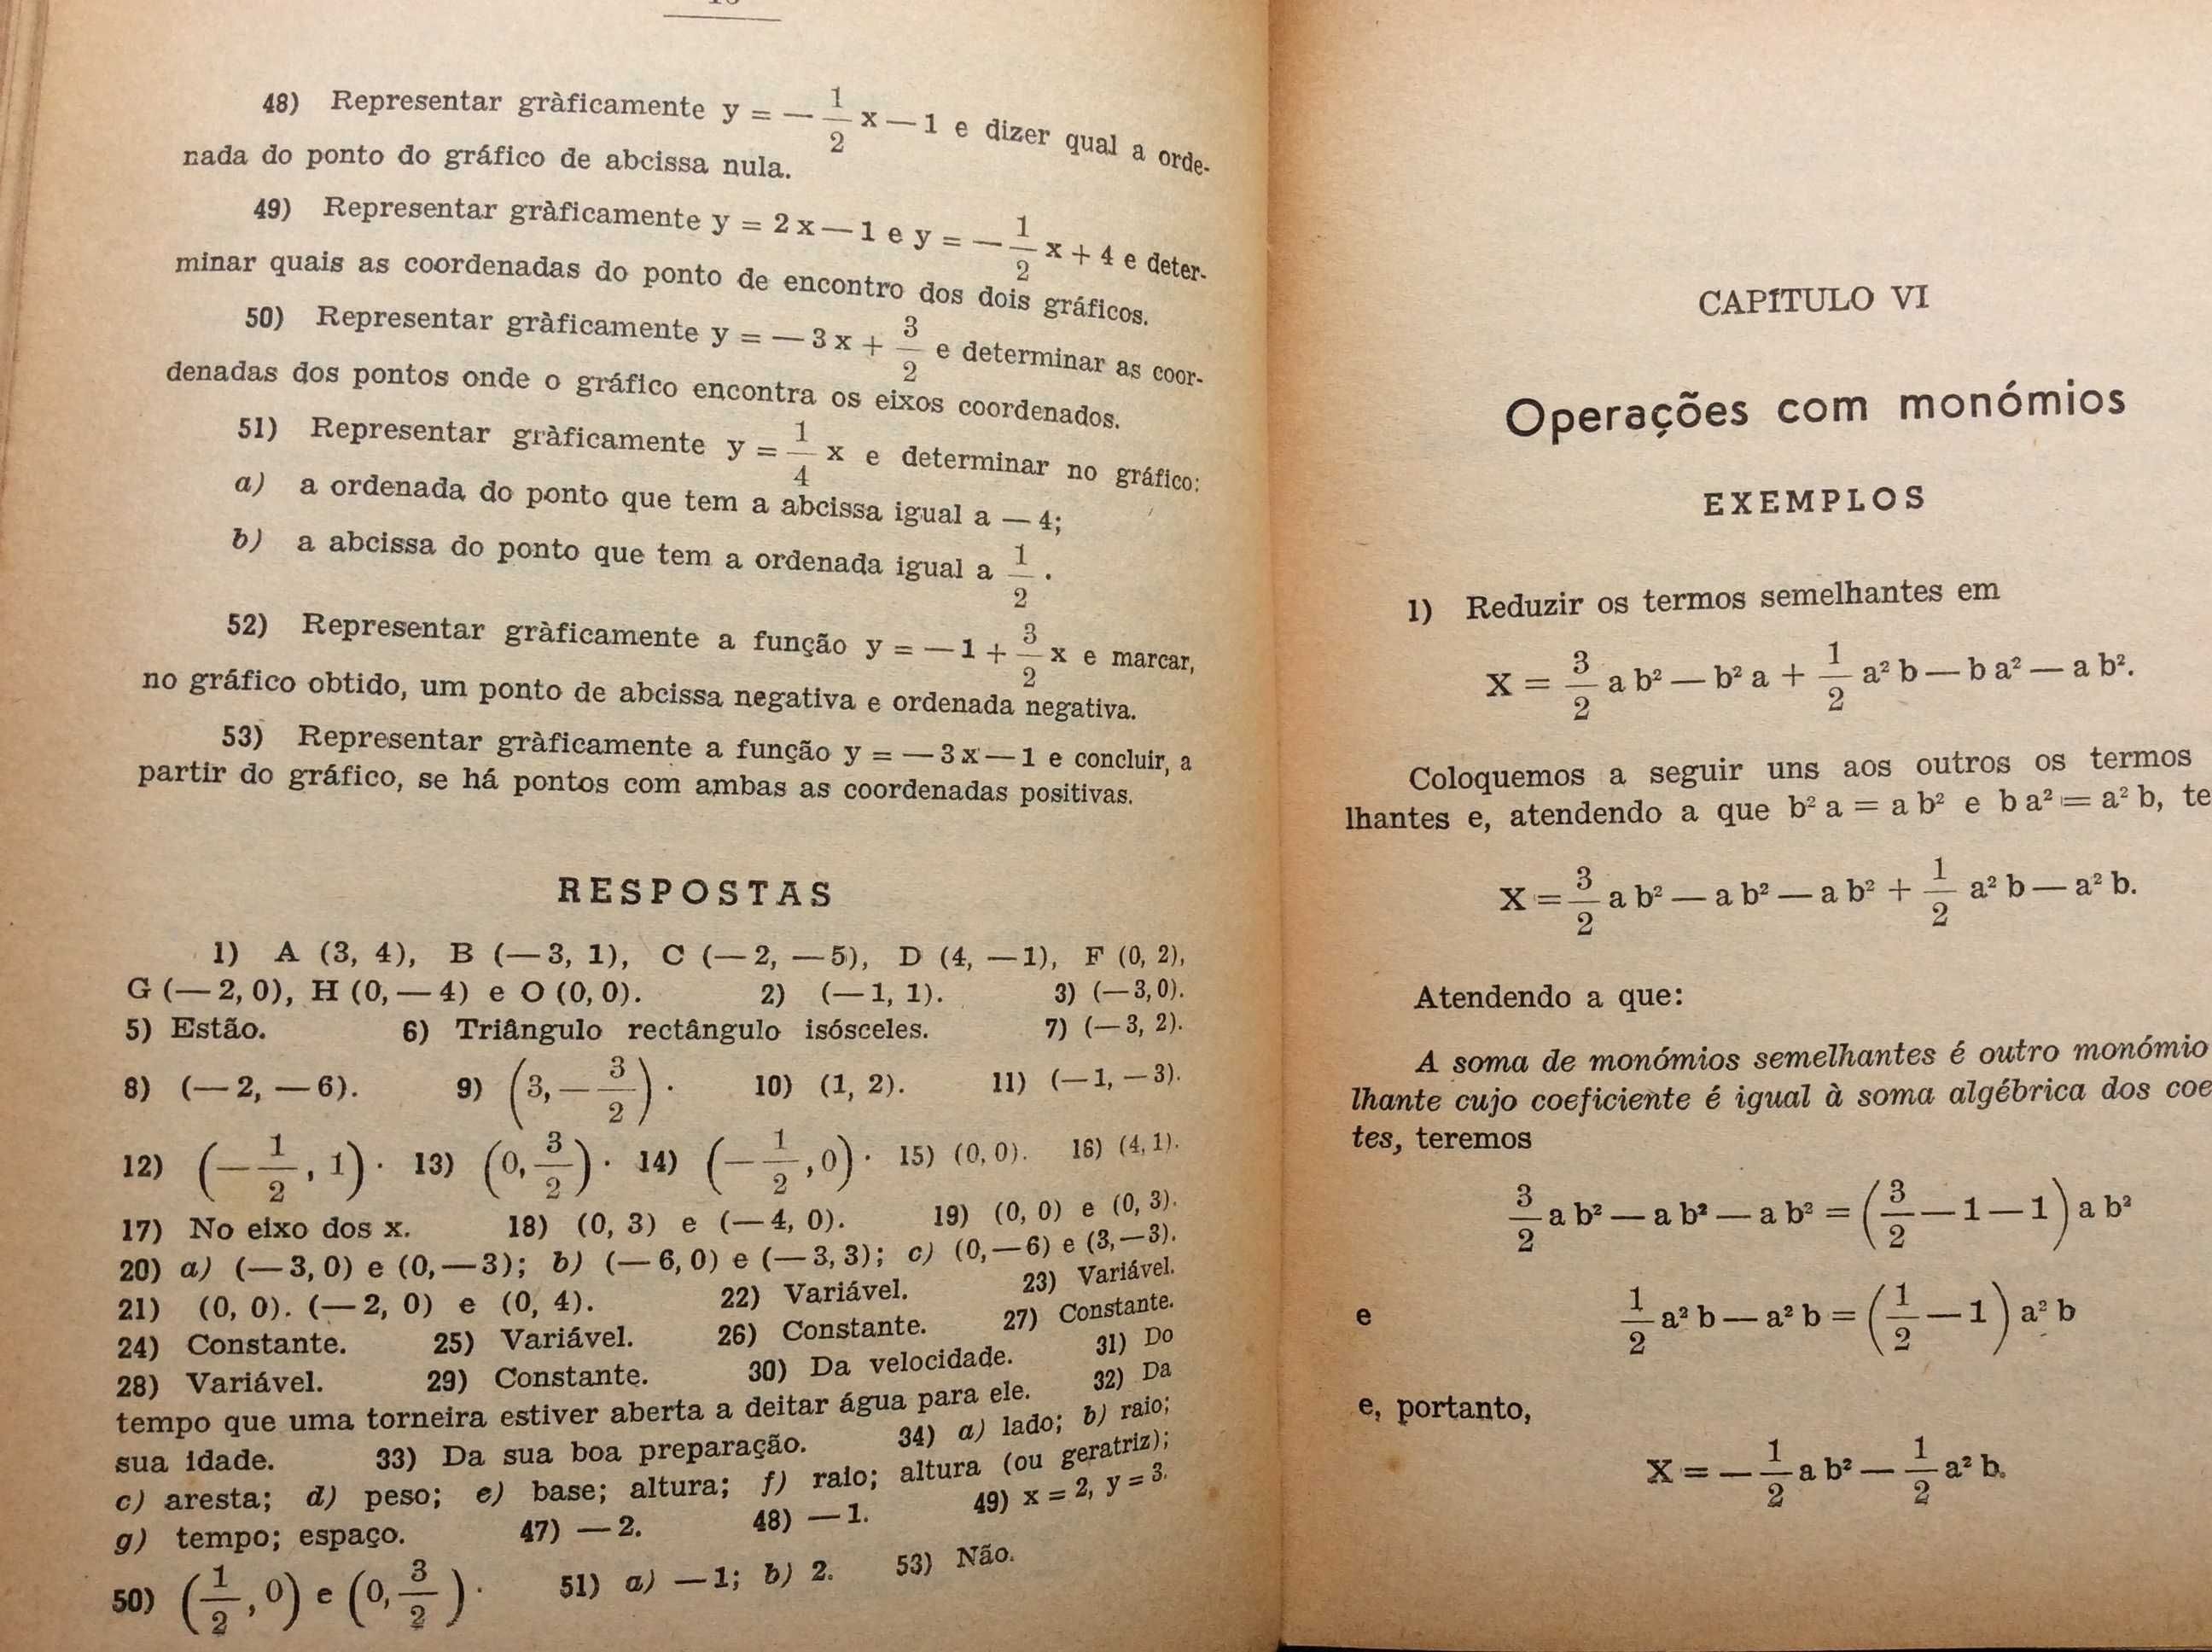 48) Representar gràficamente y = — 1/2 x — 1 e dizer qual a orde-
nada do ponto do gráfico de abcissa nula.
49) Representar gràficamente y = 2 x — 1 e y = — 1/2 x + 4 e deter-
minar quais as coordenadas do ponto de encontro dos dois gráficos.
50) Representar gràficamente y = — 3 x + 3/2 e determinar as coor-
denadas dos pontos onde o gráfico encontra os eixos coordenados.
51) Representar gràficamente y = 1/4 x e determinar no gráfico:
a) a ordenada do ponto que tem a abcissa igual a — 4;
b) a abcissa do ponto que tem a ordenada igual a 1/2 .
52) Representar gràficamente a função y = — 1 + 3/2 x e marcar,
no gráfico obtido, um ponto de abcissa negativa e ordenada negativa.
53) Representar gràficamente a função y = — 3 x — 1 e concluir, a
partir do gráfico, se há pontos com ambas as coordenadas positivas.
RESPOSTAS
1) A (3, 4), B (— 3, 1), C (— 2, — 5), D (4, — 1), F (0, 2),
G (— 2, 0), H (0, — 4) e O (0, 0). 2) (— 1, 1). 3) (— 3, 0).
5) Estão. 6) Triângulo rectângulo isósceles. 7) (— 3, 2).
8) (— 2, — 6). 9) (3, — 3/2) . 10) (1, 2). 11) (— 1, — 3).
12) (— 1/2 , 1) . 13) (0, 3/2) . 14) (— 1/2 , 0) . 15) (0, 0). 16) (4, 1).
17) No eixo dos x. 18) (0, 3) e (— 4, 0). 19) (0, 0) e (0, 3).
20) a) (— 3, 0) e (0, — 3); b) (— 6, 0) e (— 3, 3); c) (0, — 6) e (3, — 3).
21) (0, 0). (— 2, 0) e (0, 4). 22) Variável. 23) Variável.
24) Constante. 25) Variável. 26) Constante. 27) Constante.
28) Variável. 29) Constante. 30) Da velocidade. 31) Do
tempo que uma torneira estiver aberta a deitar água para ele. 32) Da
sua idade. 33) Da sua boa preparação. 34) a) lado; b) raio;
c) aresta; d) peso; e) base; altura; f) raio; altura (ou geratriz);
g) tempo; espaço. 47) — 2. 48) — 1. 49) x = 2, y = 3.
50) (1/2 , 0) e (0, 3/2) . 51) a) — 1; b) 2. 53) Não.
CAPÍTULO VI
Operações com monómios
EXEMPLOS
1) Reduzir os termos semelhantes em
X = 3/2 a b² — b² a + 1/2 a² b — b a² — a b².
Coloquemos a seguir uns aos outros os termos
lhantes e, atendendo a que b² a = a b² e b a² = a² b, te
X = 3/2 a b² — a b² — a b² + 1/2 a² b — a² b.
Atendendo a que:
A soma de monómios semelhantes é outro monómio
lhante cujo coeficiente é igual à soma algébrica dos coe
tes, teremos
3/2 a b² — a b² — a b² = (3/2 — 1 — 1) a b²
e 1/2 a² b — a² b = (1/2 — 1) a² b
e, portanto,
X = — 1/2 a b² — 1/2 a² b.